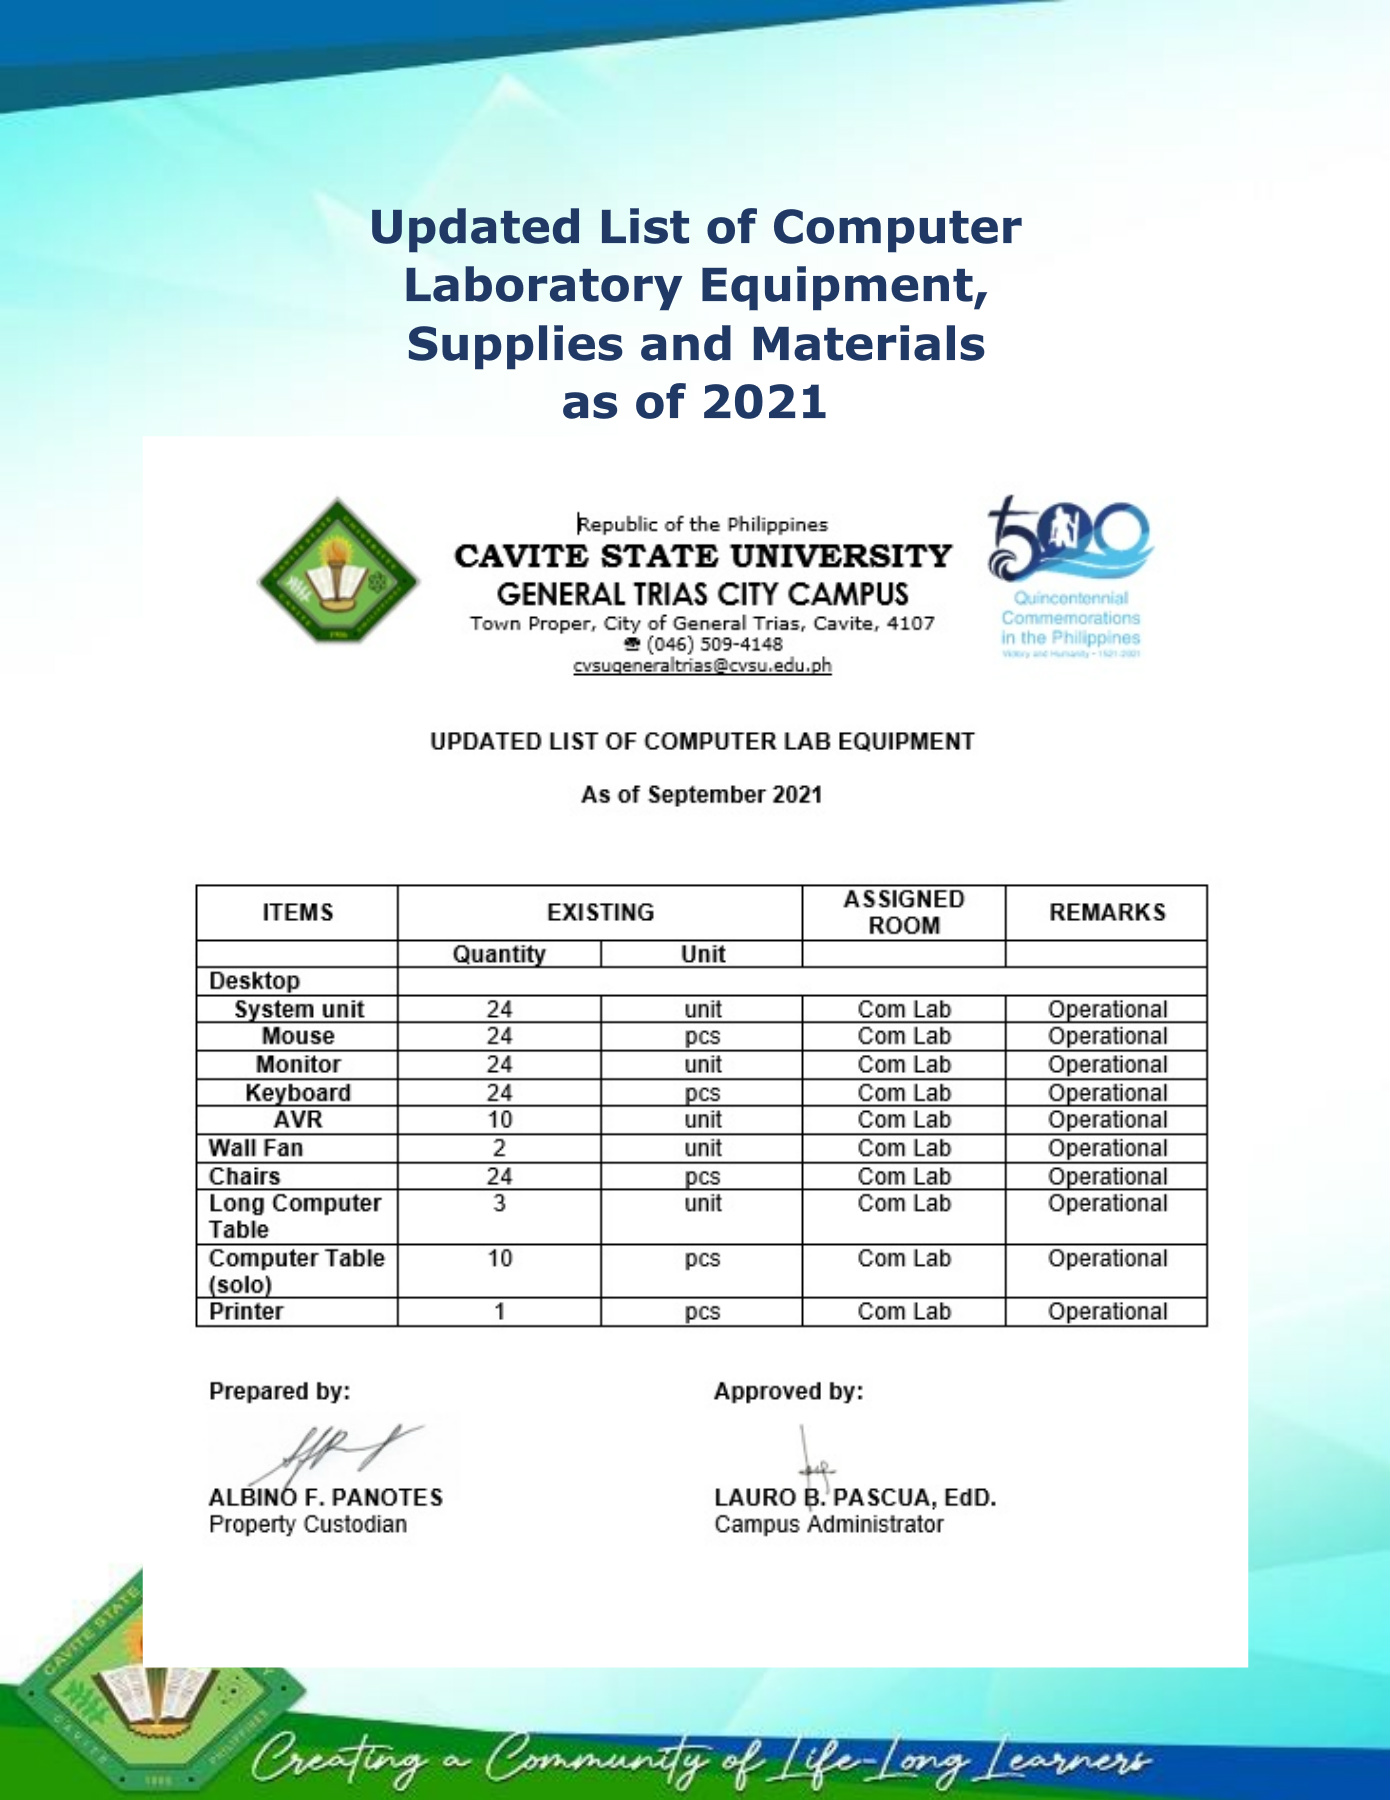 Updated List of Computer
Laboratory Equipment,
Supplies and Materials
as of 2021
Republic of the Philippines
CAVITE STATE UNIVERSITY
GENERAL TRIAS CITY CAMPUS
Town Proper, City of General Trias, Cavite, 4107
☎ (046) 509-4148
cvsugeneraltrias@cvsu.edu.ph
500
Quincentennial
Commemorations
in the Philippines
Victory and Humanity • 1521-2021
UPDATED LIST OF COMPUTER LAB EQUIPMENT
As of September 2021
ITEMS EXISTING ASSIGNED ROOM REMARKS
Quantity Unit
Desktop
System unit 24 unit Com Lab Operational
Mouse 24 pcs Com Lab Operational
Monitor 24 unit Com Lab Operational
Keyboard 24 pcs Com Lab Operational
AVR 10 unit Com Lab Operational
Wall Fan 2 unit Com Lab Operational
Chairs 24 pcs Com Lab Operational
Long Computer Table 3 unit Com Lab Operational
Computer Table (solo) 10 pcs Com Lab Operational
Printer 1 pcs Com Lab Operational
Prepared by: Approved by:
ALBINO F. PANOTES LAURO B. PASCUA, EdD.
Property Custodian Campus Administrator
CAVITE STATE
CAVITE PHILIPPINES
1906
Creating a Community of Life-Long Learners